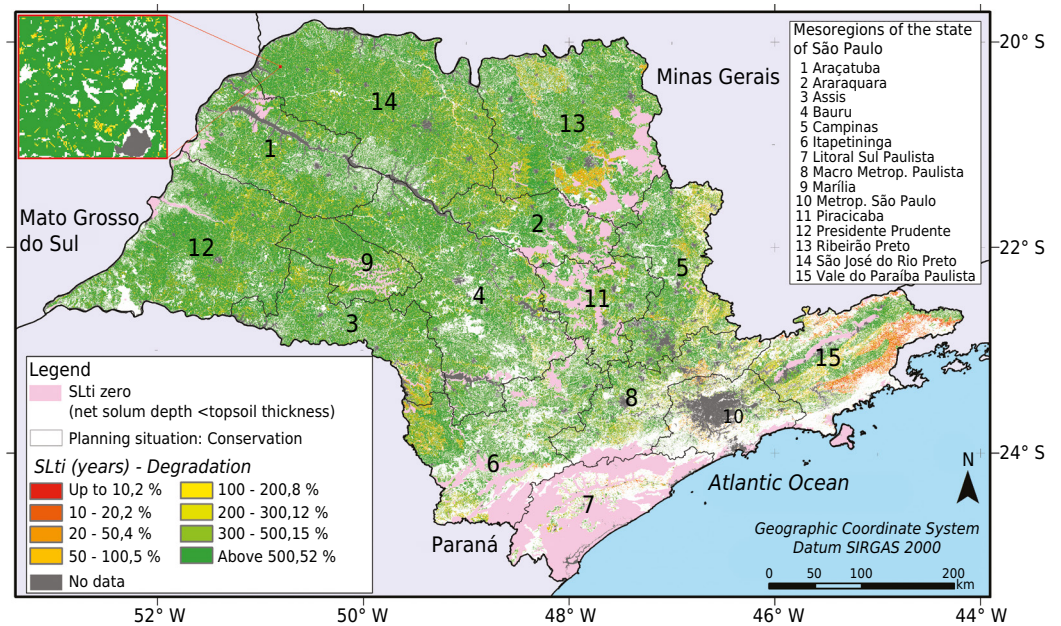 52° W
50° W
48° W
46° W
44° W
20° S
22° S
24° S
Minas Gerais
Mato Grosso
do Sul
Paraná
Atlantic Ocean
1
2
3
4
5
6
7
8
9
10
11
12
13
14
15
Mesoregions of the state
of São Paulo
1 Araçatuba
2 Araraquara
3 Assis
4 Bauru
5 Campinas
6 Itapetininga
7 Litoral Sul Paulista
8 Macro Metrop. Paulista
9 Marília
10 Metrop. São Paulo
11 Piracicaba
12 Presidente Prudente
13 Ribeirão Preto
14 São José do Rio Preto
15 Vale do Paraíba Paulista
Legend
SLti zero
(net solum depth <topsoil thickness)
Planning situation: Conservation
SLti (years) - Degradation
Up to 10,2 %
10 - 20,2 %
20 - 50,4 %
50 - 100,5 %
100 - 200,8 %
200 - 300,12 %
300 - 500,15 %
Above 500,52 %
No data
N
Geographic Coordinate System
Datum SIRGAS 2000
0 50 100 200
km